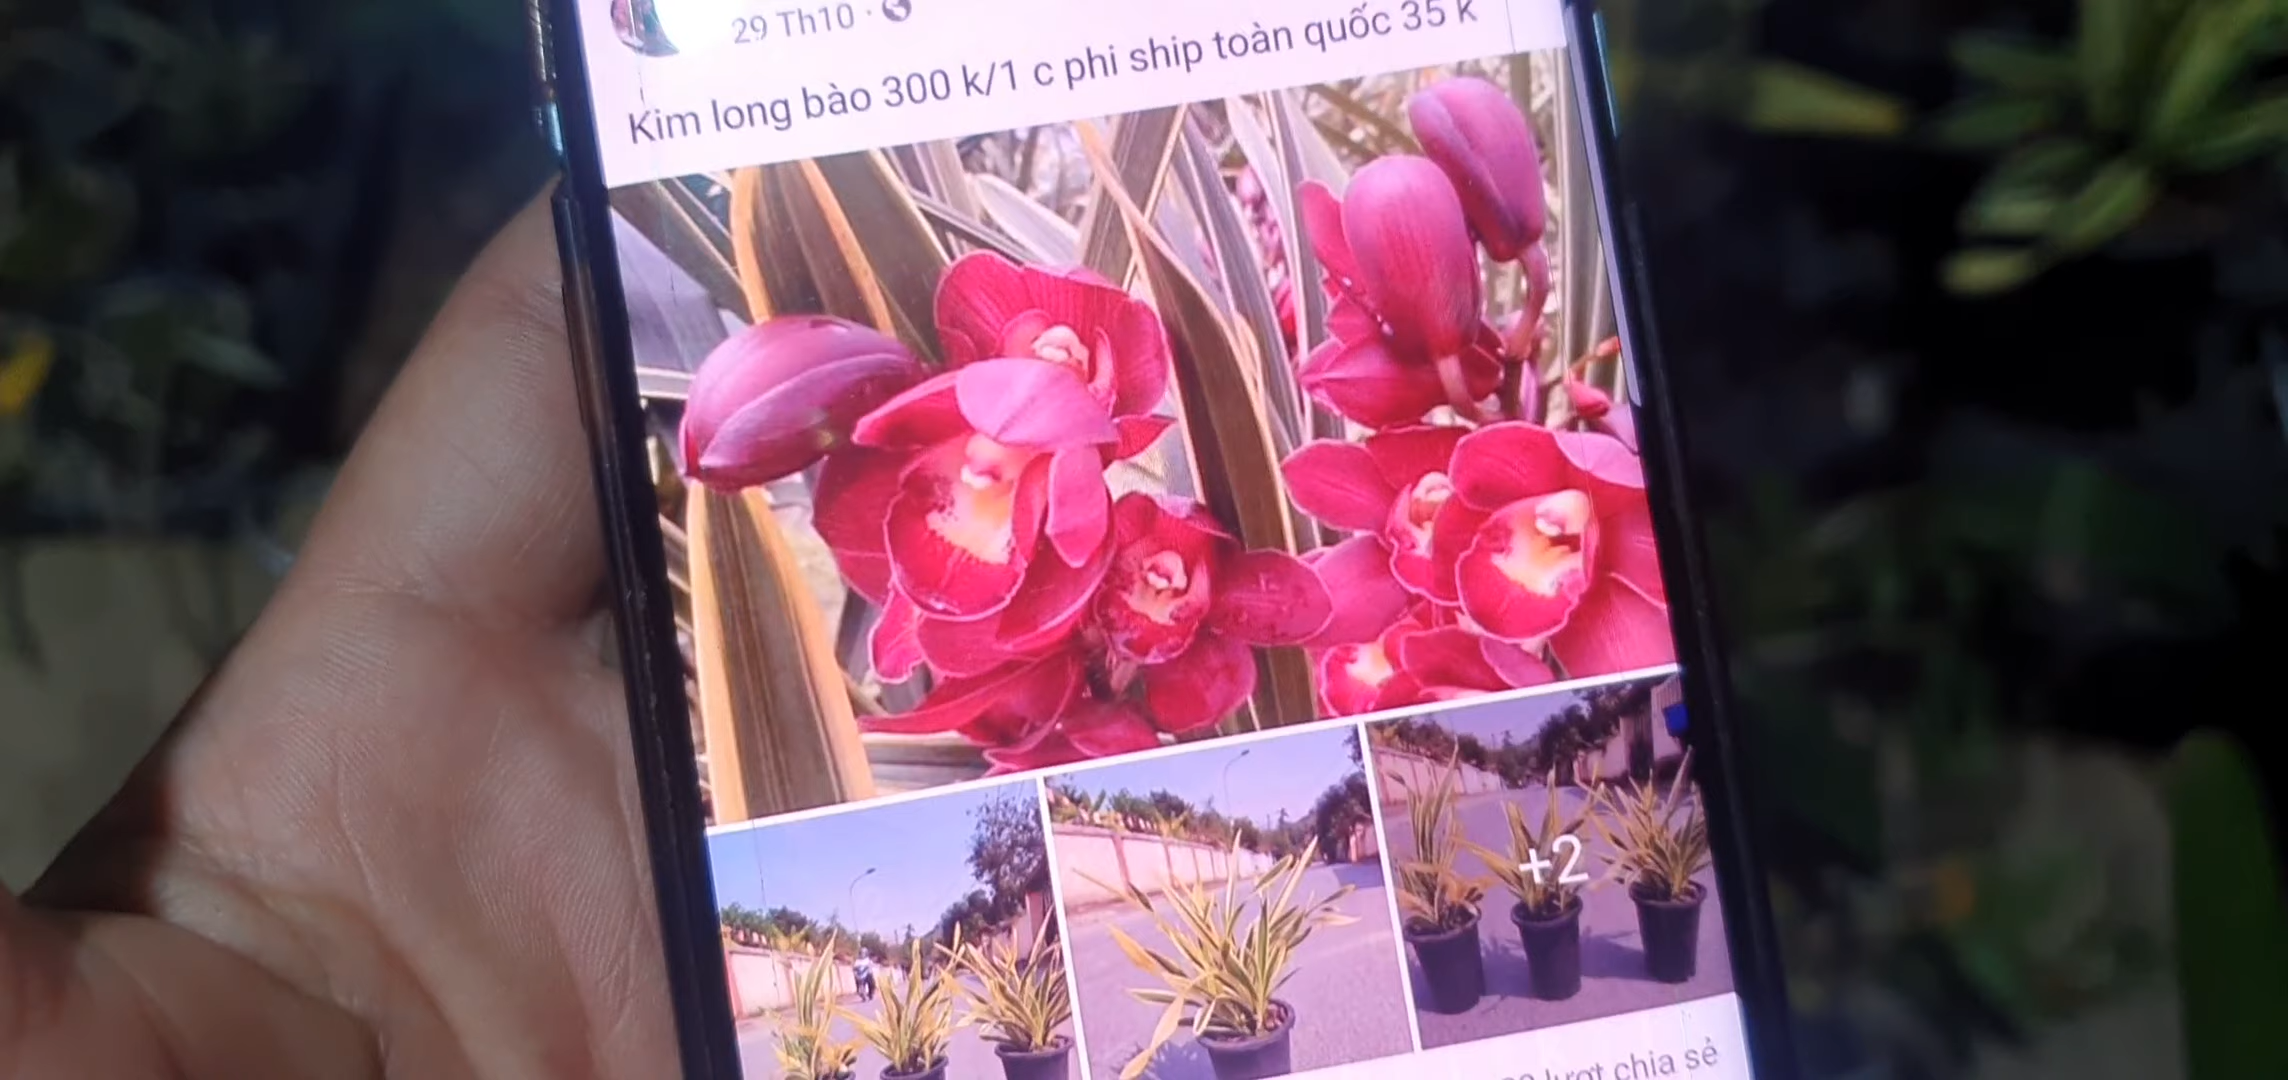 29 Th10 ·
Kim long bào 300 k/1 c phi ship toàn quốc 35 k
+2
lượt chia sẻ